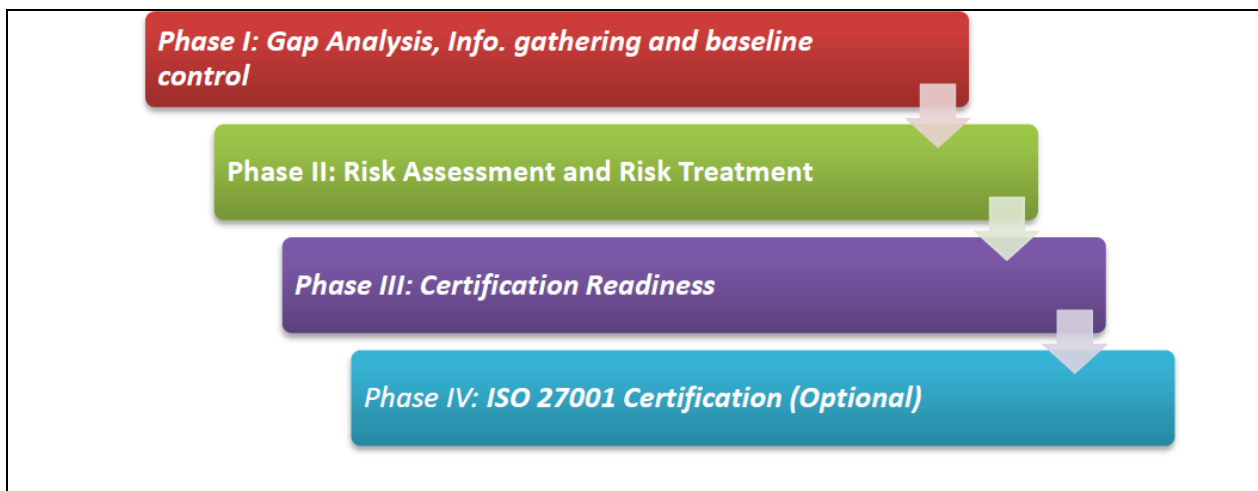 Phase I: Gap Analysis, Info. gathering and baseline
control
Phase II: Risk Assessment and Risk Treatment
Phase III: Certification Readiness
Phase IV: ISO 27001 Certification (Optional)